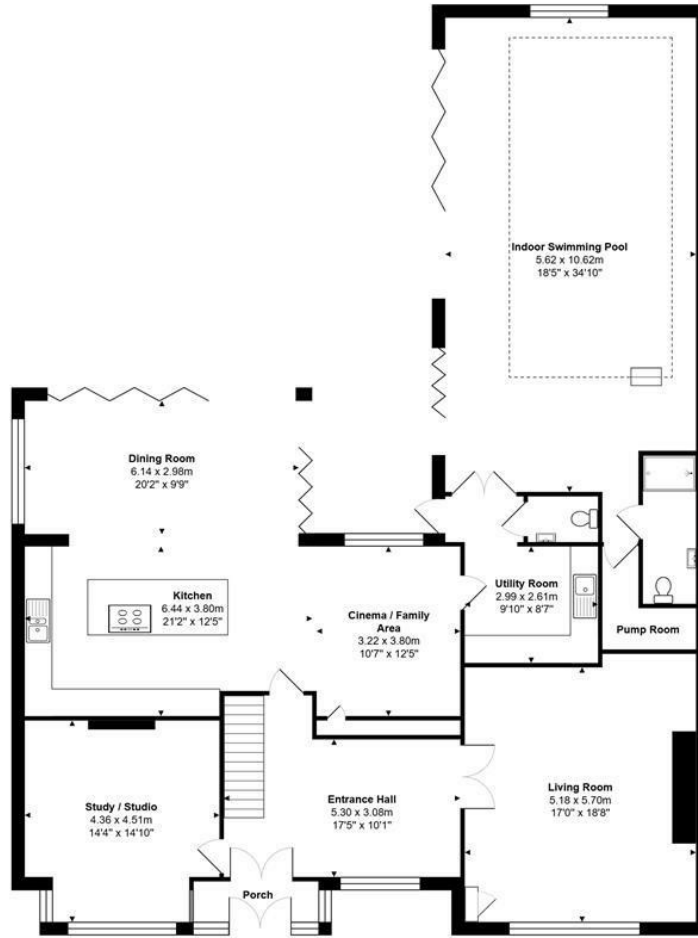 Indoor Swimming Pool
5.62 x 10.62m
18'5" x 34'10"
Dining Room
6.14 x 2.98m
20'2" x 9'9"
Kitchen
6.44 x 3.80m
21'2" x 12'5"
Cinema / Family
Area
3.22 x 3.80m
10'7" x 12'5"
Utility Room
2.99 x 2.61m
9'10" x 8'7"
Pump Room
Study / Studio
4.36 x 4.51m
14'4" x 14'10"
Entrance Hall
5.30 x 3.08m
17'5" x 10'1"
Living Room
5.18 x 5.70m
17'0" x 18'8"
Porch